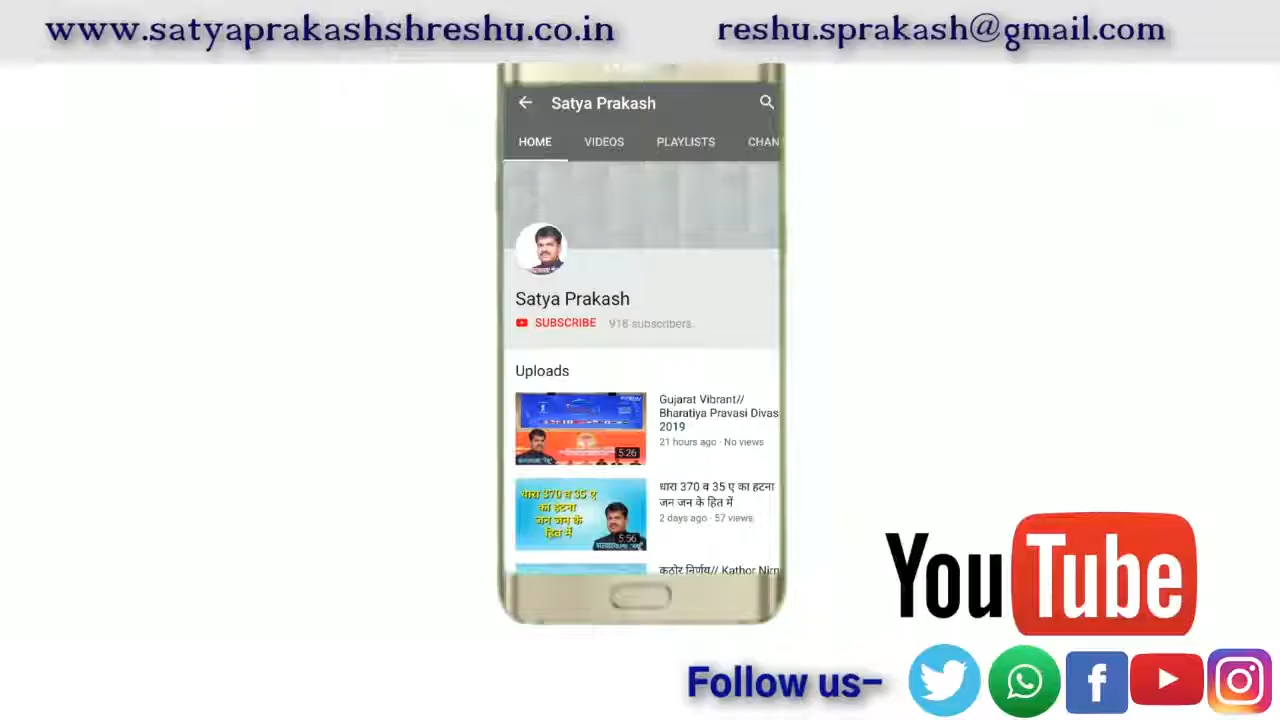 www.satyaprakashshreshu.co.in
reshu.sprakash@gmail.com
Satya Prakash
HOME VIDEOS PLAYLISTS CHAN
Satya Prakash
SUBSCRIBE 918 subscribers.
Uploads
Gujarat Vibrant//
Bharatiya Pravasi Divas
2019
21 hours ago · No views
5:26
धारा 370 व 35 ए
का हटना
जन जन के
हित में
5:56
धारा 370 व 35 ए का हटना
जन जन के हित में
2 days ago · 57 views
कठोर निर्णय// Kathor Nirn
YouTube
Follow us-